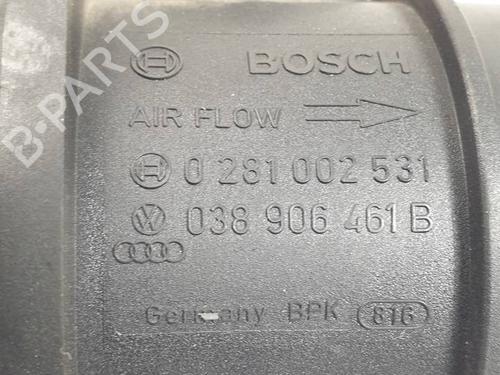 BOSCH
AIR FLOW
0 281 002 531
038 906 461 B
Germany BPK 816
B-PARTS